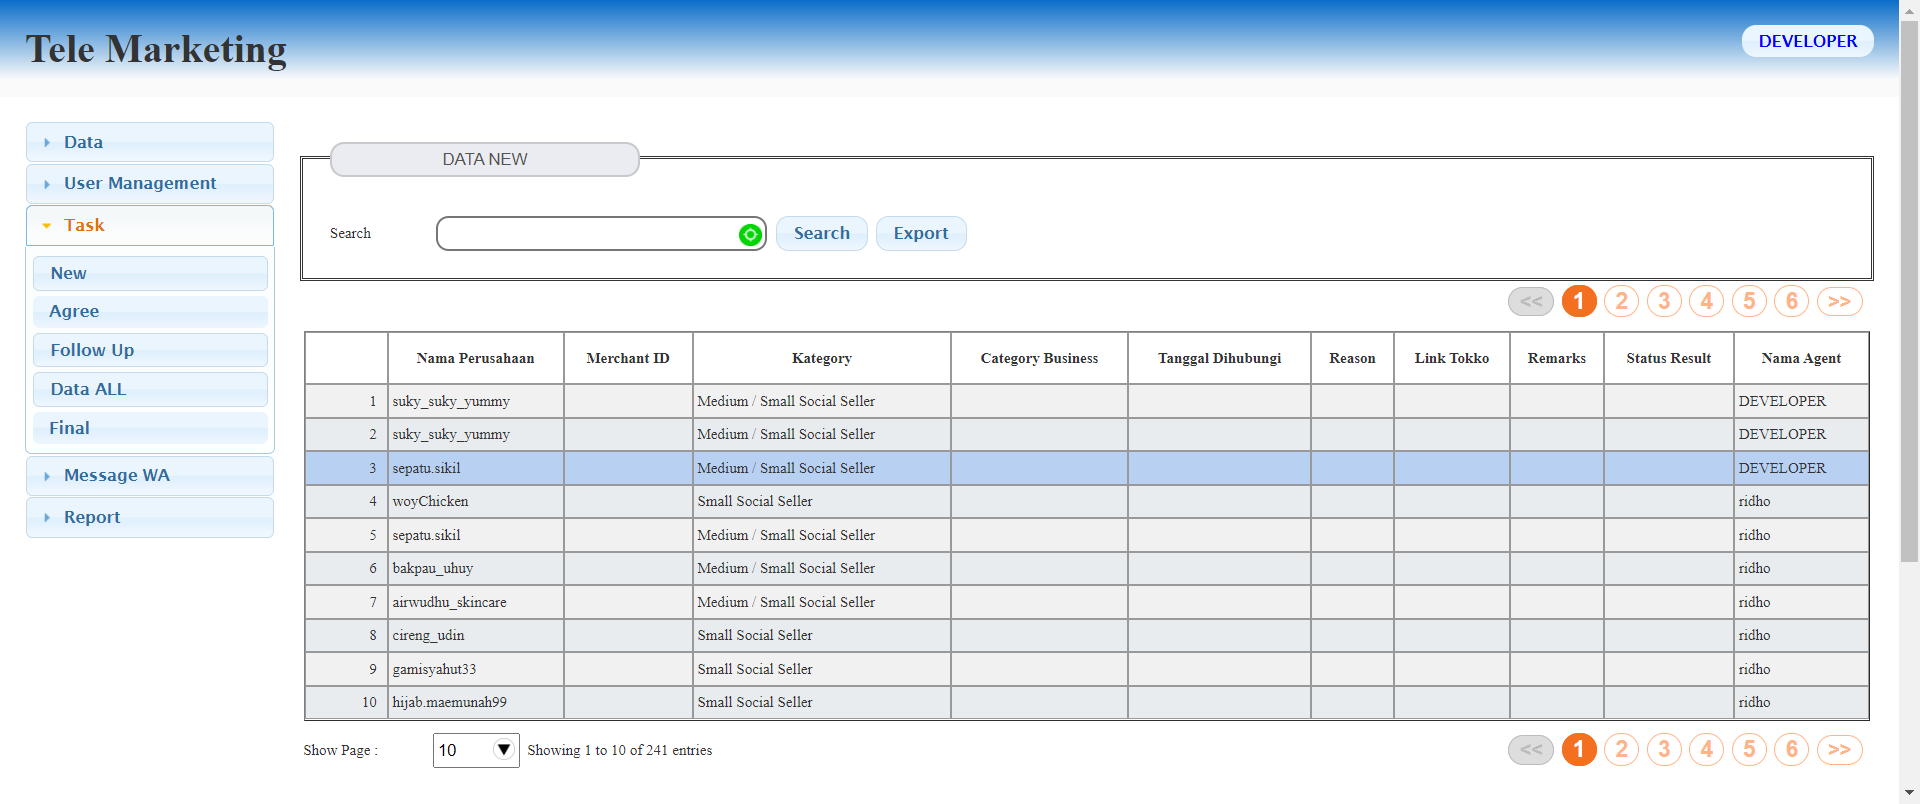 Tele Marketing
DEVELOPER
Data
User Management
Task
New
Agree
Follow Up
Data ALL
Final
Message WA
Report
DATA NEW
Search Search Export
<< 1 2 3 4 5 6 >>
Nama Perusahaan Merchant ID Kategory Category Business Tanggal Dihubungi Reason Link Tokko Remarks Status Result Nama Agent
1 suky_suky_yummy Medium / Small Social Seller DEVELOPER
2 suky_suky_yummy Medium / Small Social Seller DEVELOPER
3 sepatu.sikil Medium / Small Social Seller DEVELOPER
4 woyChicken Small Social Seller ridho
5 sepatu.sikil Medium / Small Social Seller ridho
6 bakpau_uhuy Medium / Small Social Seller ridho
7 airwudhu_skincare Medium / Small Social Seller ridho
8 cireng_udin Small Social Seller ridho
9 gamisyahut33 Small Social Seller ridho
10 hijab.maemunah99 Small Social Seller ridho
Show Page : 10 Showing 1 to 10 of 241 entries << 1 2 3 4 5 6 >>